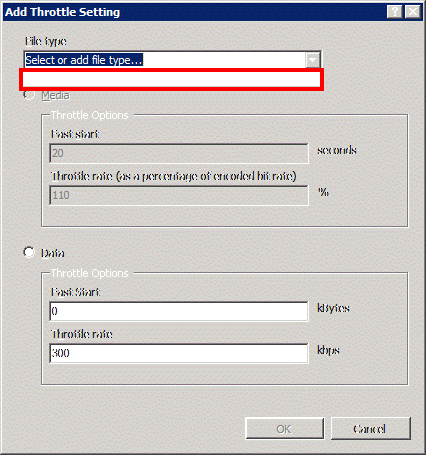 Add Throttle Setting
File type
Select or add file type...
Media
Throttle Options
Fast start
20
seconds
Throttle rate (as a percentage of encoded bit rate)
110
%
Data
Throttle Options
Fast Start
0
kBytes
Throttle rate
300
kbps
OK
Cancel